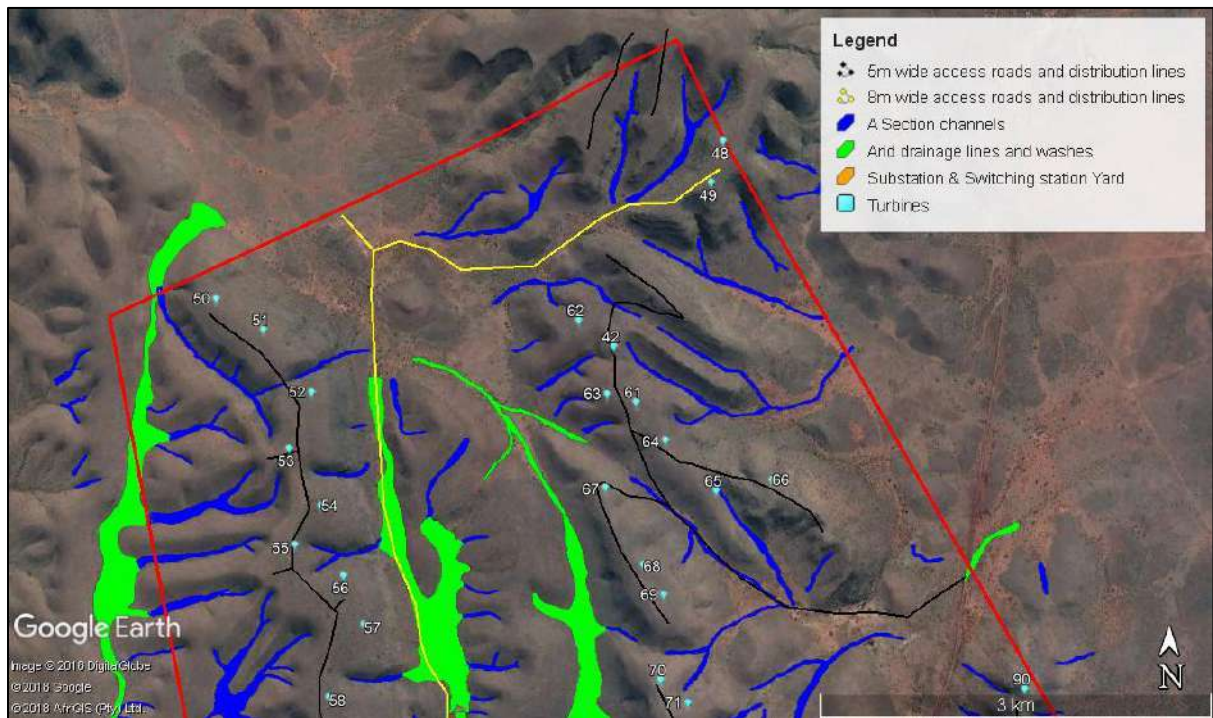 Legend
5m wide access roads and distribution lines
8m wide access roads and distribution lines
A Section channels
Arid drainage lines and washes
Substation & Switching station Yard
Turbines
48
49
50
51
62
42
52
63
61
64
53
66
65
67
54
55
68
56
69
57
70
58
71
90
Google Earth
Image © 2018 DigitalGlobe
© 2018 Google
© 2018 AfriGIS (Pty) Ltd.
N
3 km